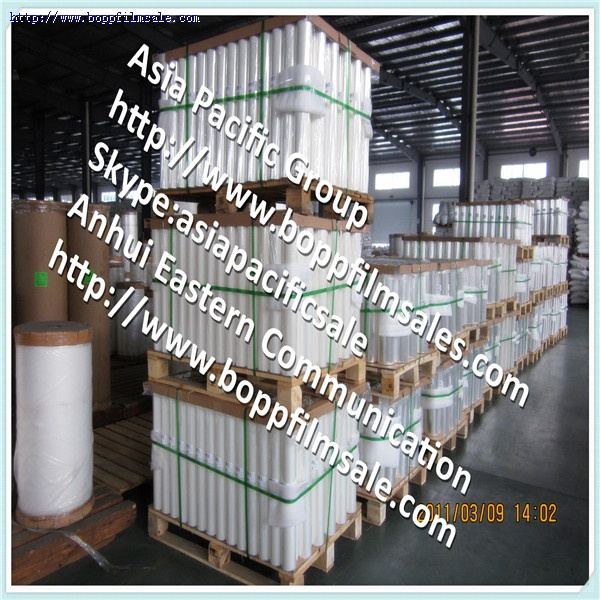 http://www.boppfilmsale.com
Asia Pacific Group
http://www.boppfilmsales.com
Skype:asiapacificsale
Anhui Eastern Communication
http://www.boppfilmsale.com
2011/03/09 14:02